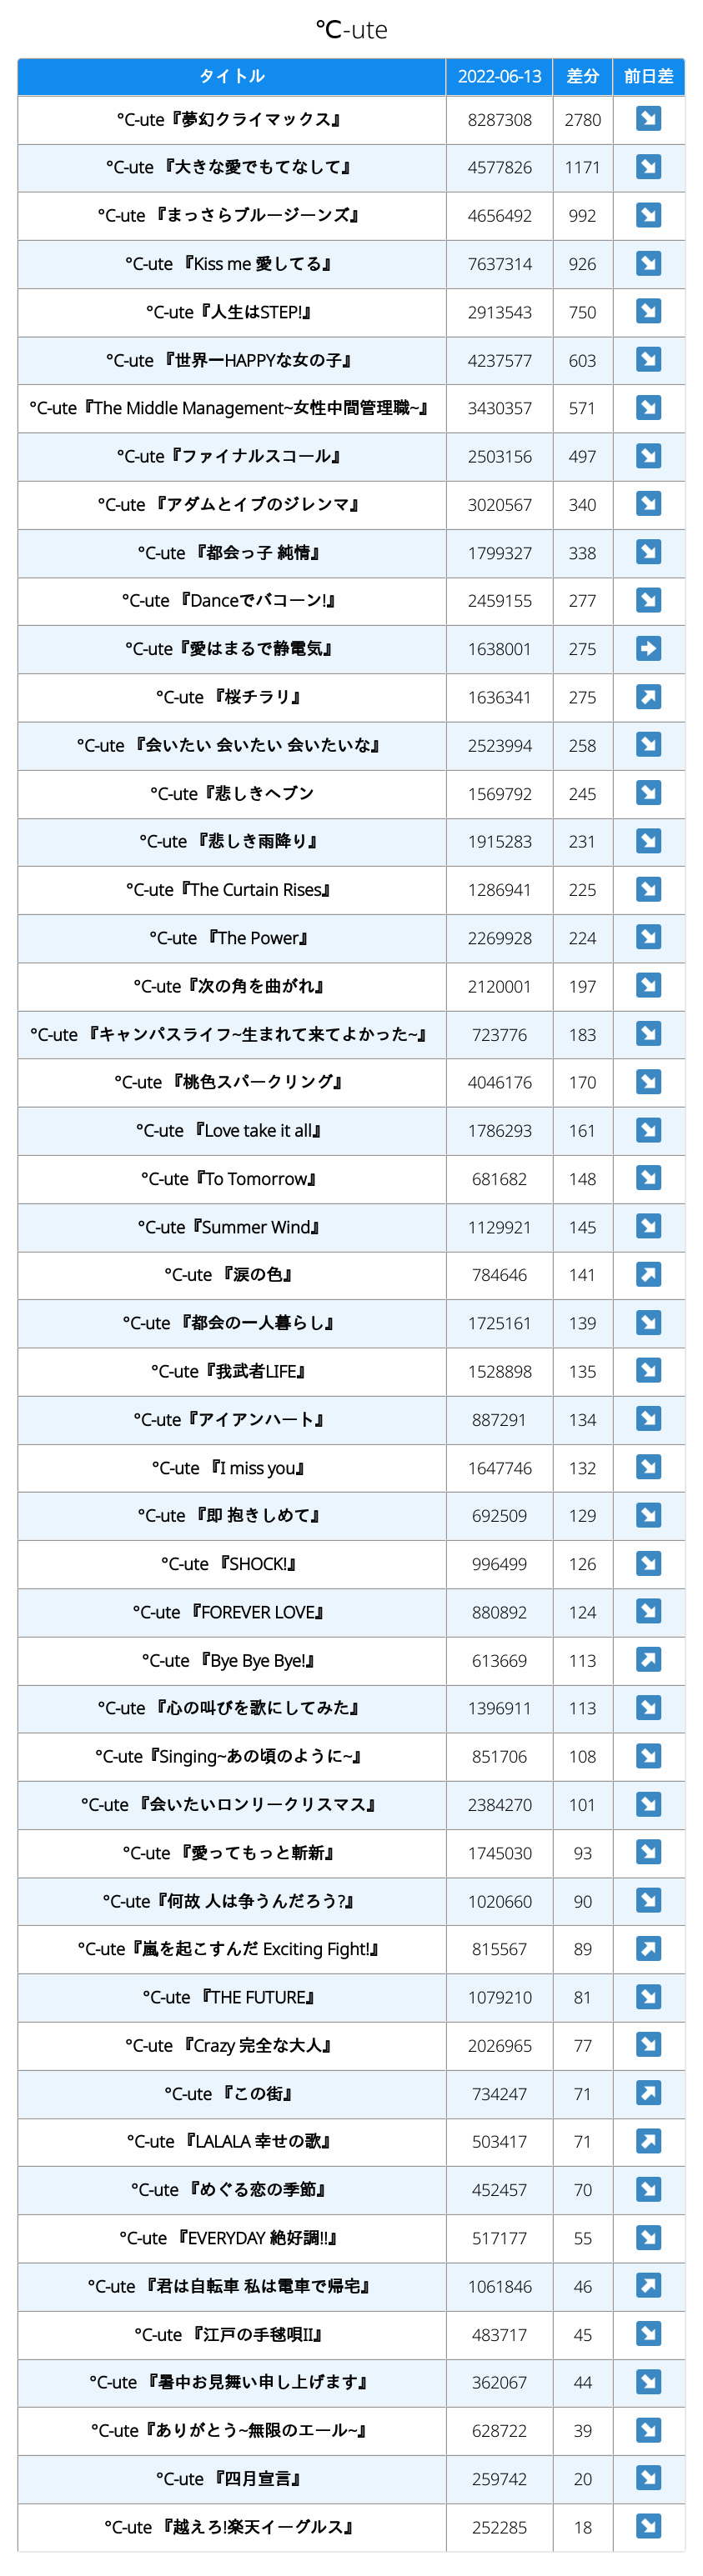 ℃-ute
タイトル 2022-06-13 差分 前日差
°C-ute『夢幻クライマックス』 8287308 2780 ↘
°C-ute 『大きな愛でもてなして』 4577826 1171 ↘
°C-ute 『まっさらブルージーンズ』 4656492 992 ↘
°C-ute 『Kiss me 愛してる』 7637314 926 ↘
°C-ute『人生はSTEP!』 2913543 750 ↘
°C-ute 『世界一HAPPYな女の子』 4237577 603 ↘
°C-ute『The Middle Management~女性中間管理職~』 3430357 571 ↘
°C-ute『ファイナルスコール』 2503156 497 ↘
°C-ute 『アダムとイブのジレンマ』 3020567 340 ↘
°C-ute 『都会っ子 純情』 1799327 338 ↘
°C-ute 『Danceでバコーン!』 2459155 277 ↘
°C-ute『愛はまるで静電気』 1638001 275 ➡
°C-ute 『桜チラリ』 1636341 275 ↗
°C-ute 『会いたい 会いたい 会いたいな』 2523994 258 ↘
°C-ute『悲しきヘブン 1569792 245 ↘
°C-ute 『悲しき雨降り』 1915283 231 ↘
°C-ute『The Curtain Rises』 1286941 225 ↘
°C-ute 『The Power』 2269928 224 ↘
°C-ute『次の角を曲がれ』 2120001 197 ↘
°C-ute 『キャンパスライフ~生まれて来てよかった~』 723776 183 ↘
°C-ute 『桃色スパークリング』 4046176 170 ↘
°C-ute 『Love take it all』 1786293 161 ↘
°C-ute『To Tomorrow』 681682 148 ↘
°C-ute『Summer Wind』 1129921 145 ↘
°C-ute 『涙の色』 784646 141 ↗
°C-ute 『都会の一人暮らし』 1725161 139 ↘
°C-ute『我武者LIFE』 1528898 135 ↘
°C-ute『アイアンハート』 887291 134 ↘
°C-ute 『I miss you』 1647746 132 ↘
°C-ute 『即 抱きしめて』 692509 129 ↘
°C-ute 『SHOCK!』 996499 126 ↘
°C-ute 『FOREVER LOVE』 880892 124 ↘
°C-ute 『Bye Bye Bye!』 613669 113 ↗
°C-ute 『心の叫びを歌にしてみた』 1396911 113 ↘
°C-ute『Singing~あの頃のように~』 851706 108 ↘
°C-ute 『会いたいロンリークリスマス』 2384270 101 ↘
°C-ute 『愛ってもっと斬新』 1745030 93 ↘
°C-ute『何故 人は争うんだろう?』 1020660 90 ↘
°C-ute『嵐を起こすんだ Exciting Fight!』 815567 89 ↗
°C-ute 『THE FUTURE』 1079210 81 ↘
°C-ute 『Crazy 完全な大人』 2026965 77 ↘
°C-ute 『この街』 734247 71 ↗
°C-ute 『LALALA 幸せの歌』 503417 71 ↗
°C-ute 『めぐる恋の季節』 452457 70 ↘
°C-ute 『EVERYDAY 絶好調!!』 517177 55 ↘
°C-ute 『君は自転車 私は電車で帰宅』 1061846 46 ↗
°C-ute 『江戸の手毬唄II』 483717 45 ↘
°C-ute 『暑中お見舞い申し上げます』 362067 44 ↘
°C-ute『ありがとう~無限のエール~』 628722 39 ↘
°C-ute 『四月宣言』 259742 20 ↘
°C-ute 『越えろ!楽天イーグルス』 252285 18 ↘